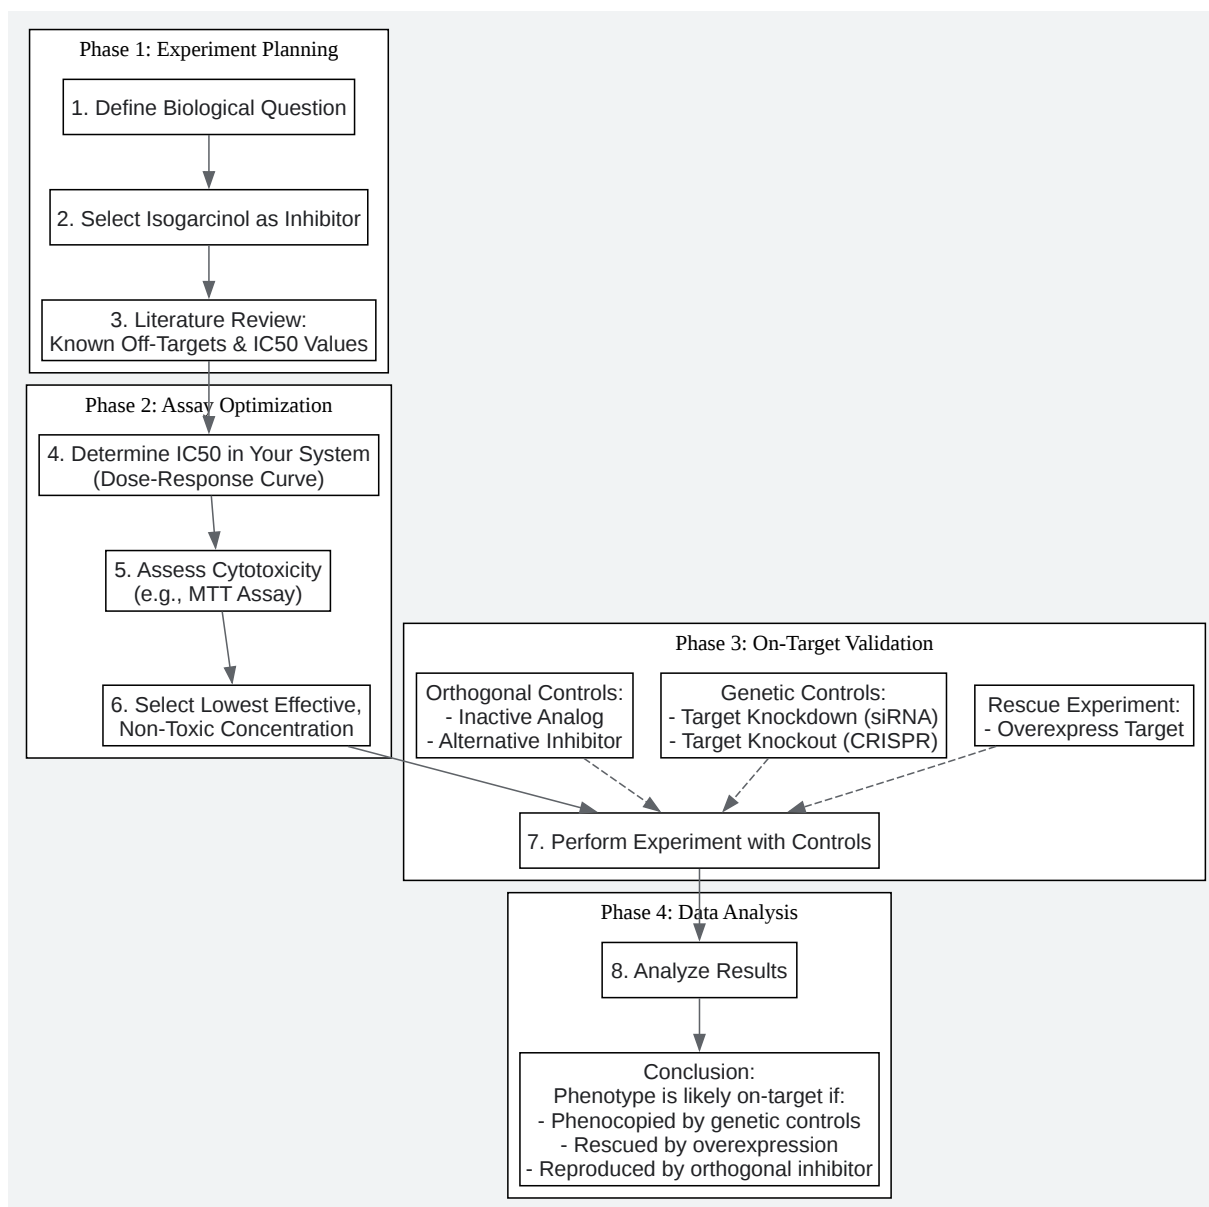 Phase 1: Experiment Planning
1. Define Biological Question
2. Select Isogarcinol as Inhibitor
3. Literature Review:
Known Off-Targets & IC50 Values
Phase 2: Assay Optimization
4. Determine IC50 in Your System
(Dose-Response Curve)
5. Assess Cytotoxicity
(e.g., MTT Assay)
6. Select Lowest Effective,
Non-Toxic Concentration
Phase 3: On-Target Validation
Orthogonal Controls:
- Inactive Analog
- Alternative Inhibitor
Genetic Controls:
- Target Knockdown (siRNA)
- Target Knockout (CRISPR)
Rescue Experiment:
- Overexpress Target
7. Perform Experiment with Controls
Phase 4: Data Analysis
8. Analyze Results
Conclusion:
Phenotype is likely on-target if:
- Phenocopied by genetic controls
- Rescued by overexpression
- Reproduced by orthogonal inhibitor